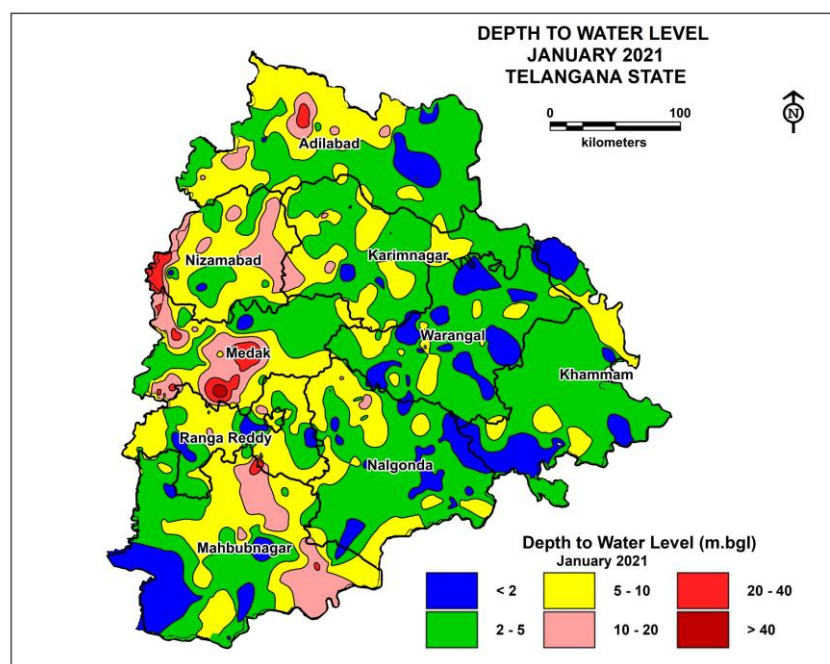 DEPTH TO WATER LEVEL
JANUARY 2021
TELANGANA STATE
0 100
kilometers
N
Adilabad
Nizamabad
Karimnagar
Warangal
Medak
Khammam
Ranga Reddy
Nalgonda
Mahbubnagar
Depth to Water Level (m.bgl)
January 2021
< 2 5 - 10 20 - 40
2 - 5 10 - 20 > 40